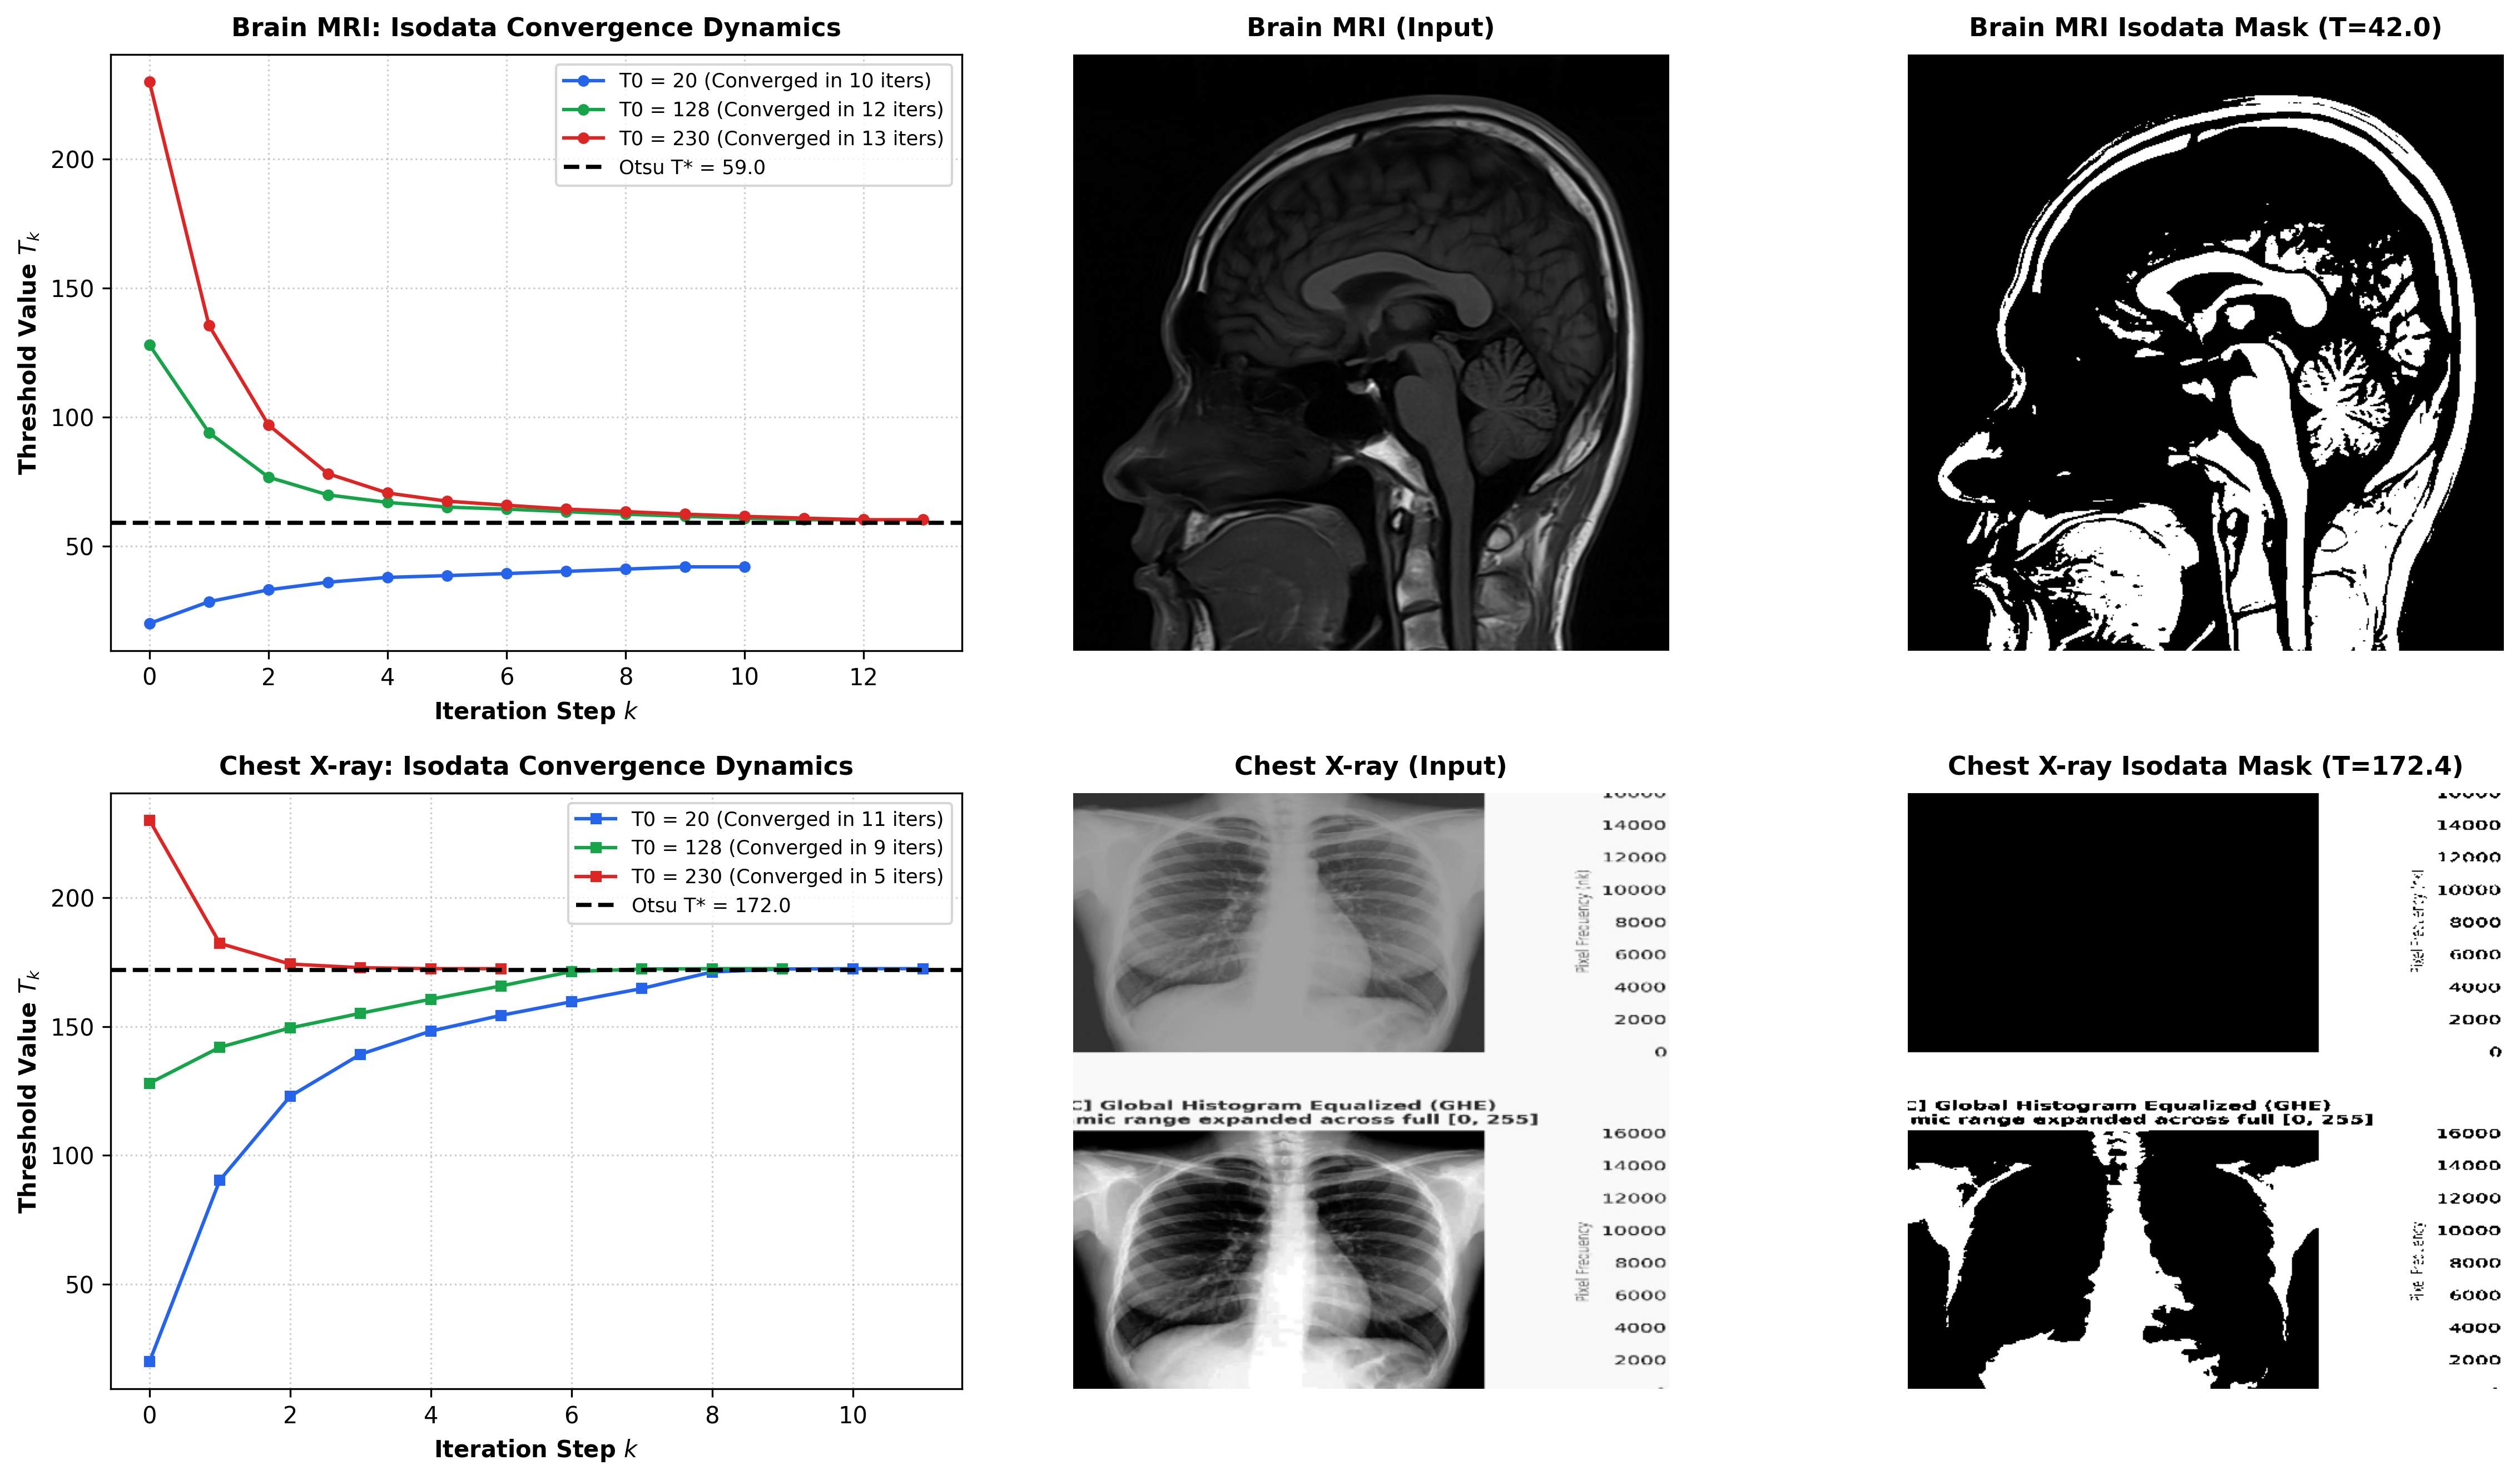 Brain MRI: Isodata Convergence Dynamics
T0 = 20 (Converged in 10 iters)
T0 = 128 (Converged in 12 iters)
T0 = 230 (Converged in 13 iters)
Otsu T* = 59.0
Threshold Value T_k
200
150
100
50
0 2 4 6 8 10 12
Iteration Step k
Brain MRI (Input)
Brain MRI Isodata Mask (T=42.0)
Chest X-ray: Isodata Convergence Dynamics
T0 = 20 (Converged in 11 iters)
T0 = 128 (Converged in 9 iters)
T0 = 230 (Converged in 5 iters)
Otsu T* = 172.0
Threshold Value T_k
200
150
100
50
0 2 4 6 8 10
Iteration Step k
Chest X-ray (Input)
16000
14000
12000
10000
8000
6000
4000
2000
0
Pixel Frequency (nk)
C] Global Histogram Equalized (GHE)
mic range expanded across full [0, 255]
16000
14000
12000
10000
8000
6000
4000
2000
Pixel Frequency
Chest X-ray Isodata Mask (T=172.4)
14000
12000
10000
8000
6000
4000
2000
0
C] Global Histogram Equalized (GHE)
mic range expanded across full [0, 255]
16000
14000
12000
10000
8000
6000
4000
2000